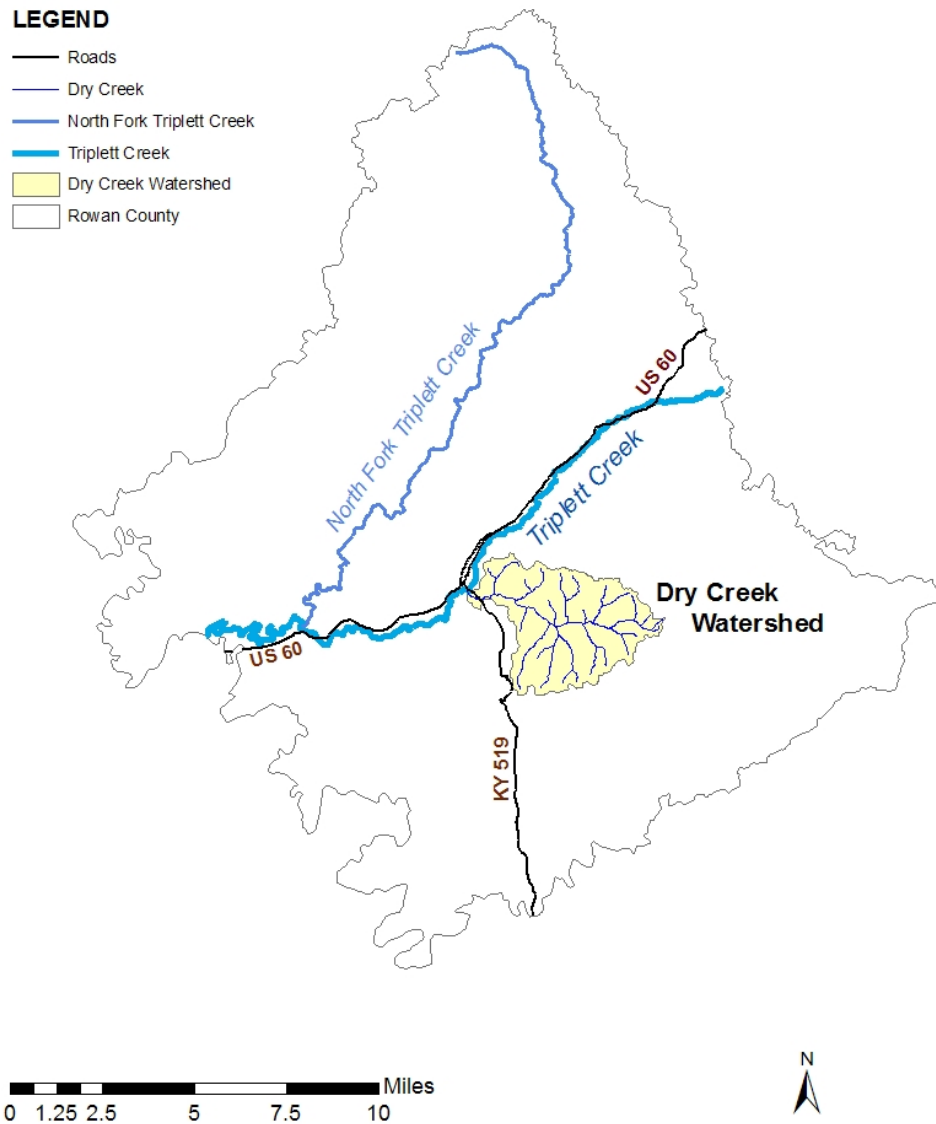 LEGEND
Roads
Dry Creek
North Fork Triplett Creek
Triplett Creek
Dry Creek Watershed
Rowan County
North Fork Triplett Creek
US 60
Triplett Creek
Dry Creek
Watershed
US 60
KY 519
N
Miles
0 1.25 2.5 5 7.5 10